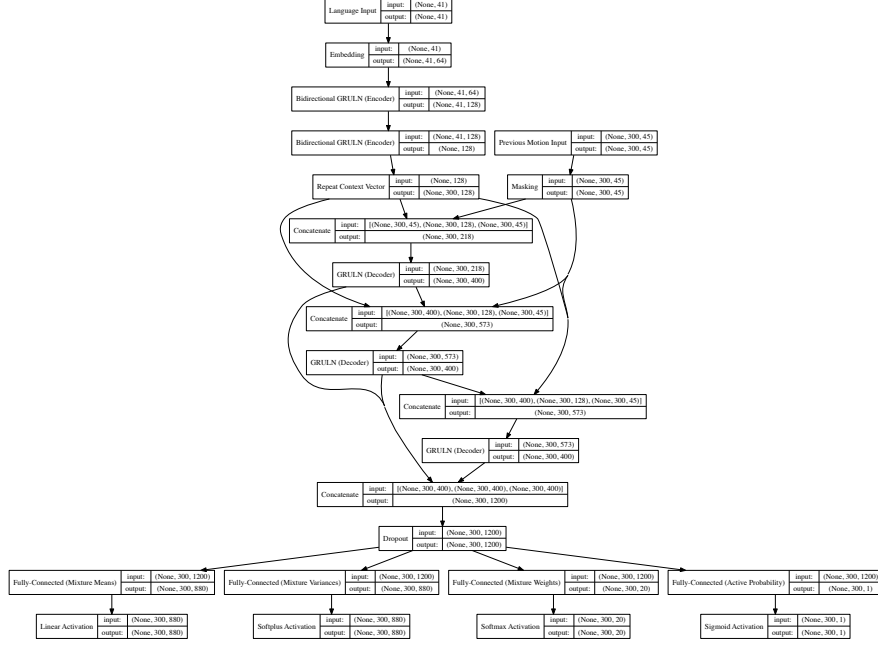 Language Input input: (None, 41)
output: (None, 41)
Embedding input: (None, 41)
output: (None, 41, 64)
Bidirectional GRULN (Encoder) input: (None, 41, 64)
output: (None, 41, 128)
Bidirectional GRULN (Encoder) input: (None, 41, 128)
output: (None, 128)
Previous Motion Input input: (None, 300, 45)
output: (None, 300, 45)
Repeat Context Vector input: (None, 128)
output: (None, 300, 128)
Masking input: (None, 300, 45)
output: (None, 300, 45)
Concatenate input: [(None, 300, 45), (None, 300, 128), (None, 300, 45)]
output: (None, 300, 218)
GRULN (Decoder) input: (None, 300, 218)
output: (None, 300, 400)
Concatenate input: [(None, 300, 400), (None, 300, 128), (None, 300, 45)]
output: (None, 300, 573)
GRULN (Decoder) input: (None, 300, 573)
output: (None, 300, 400)
Concatenate input: [(None, 300, 400), (None, 300, 128), (None, 300, 45)]
output: (None, 300, 573)
GRULN (Decoder) input: (None, 300, 573)
output: (None, 300, 400)
Concatenate input: [(None, 300, 400), (None, 300, 400), (None, 300, 400)]
output: (None, 300, 1200)
Dropout input: (None, 300, 1200)
output: (None, 300, 1200)
Fully-Connected (Mixture Means) input: (None, 300, 1200)
output: (None, 300, 880)
Fully-Connected (Mixture Variances) input: (None, 300, 1200)
output: (None, 300, 880)
Fully-Connected (Mixture Weights) input: (None, 300, 1200)
output: (None, 300, 20)
Fully-Connected (Active Probability) input: (None, 300, 1200)
output: (None, 300, 1)
Linear Activation input: (None, 300, 880)
output: (None, 300, 880)
Softplus Activation input: (None, 300, 880)
output: (None, 300, 880)
Softmax Activation input: (None, 300, 20)
output: (None, 300, 20)
Sigmoid Activation input: (None, 300, 1)
output: (None, 300, 1)